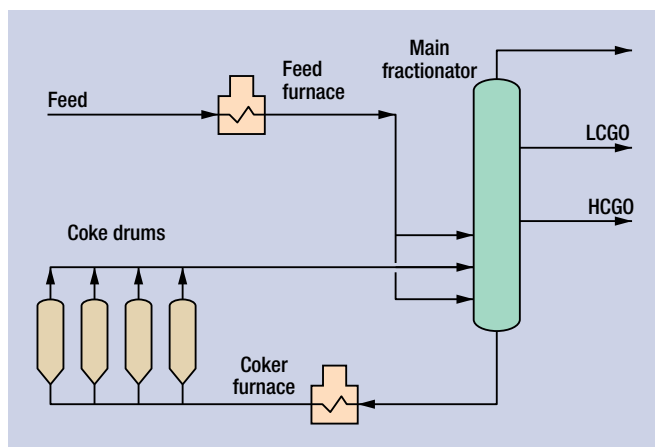 Main
fractionator
Feed
furnace
Feed
LCGO
HCGO
Coke drums
Coker
furnace